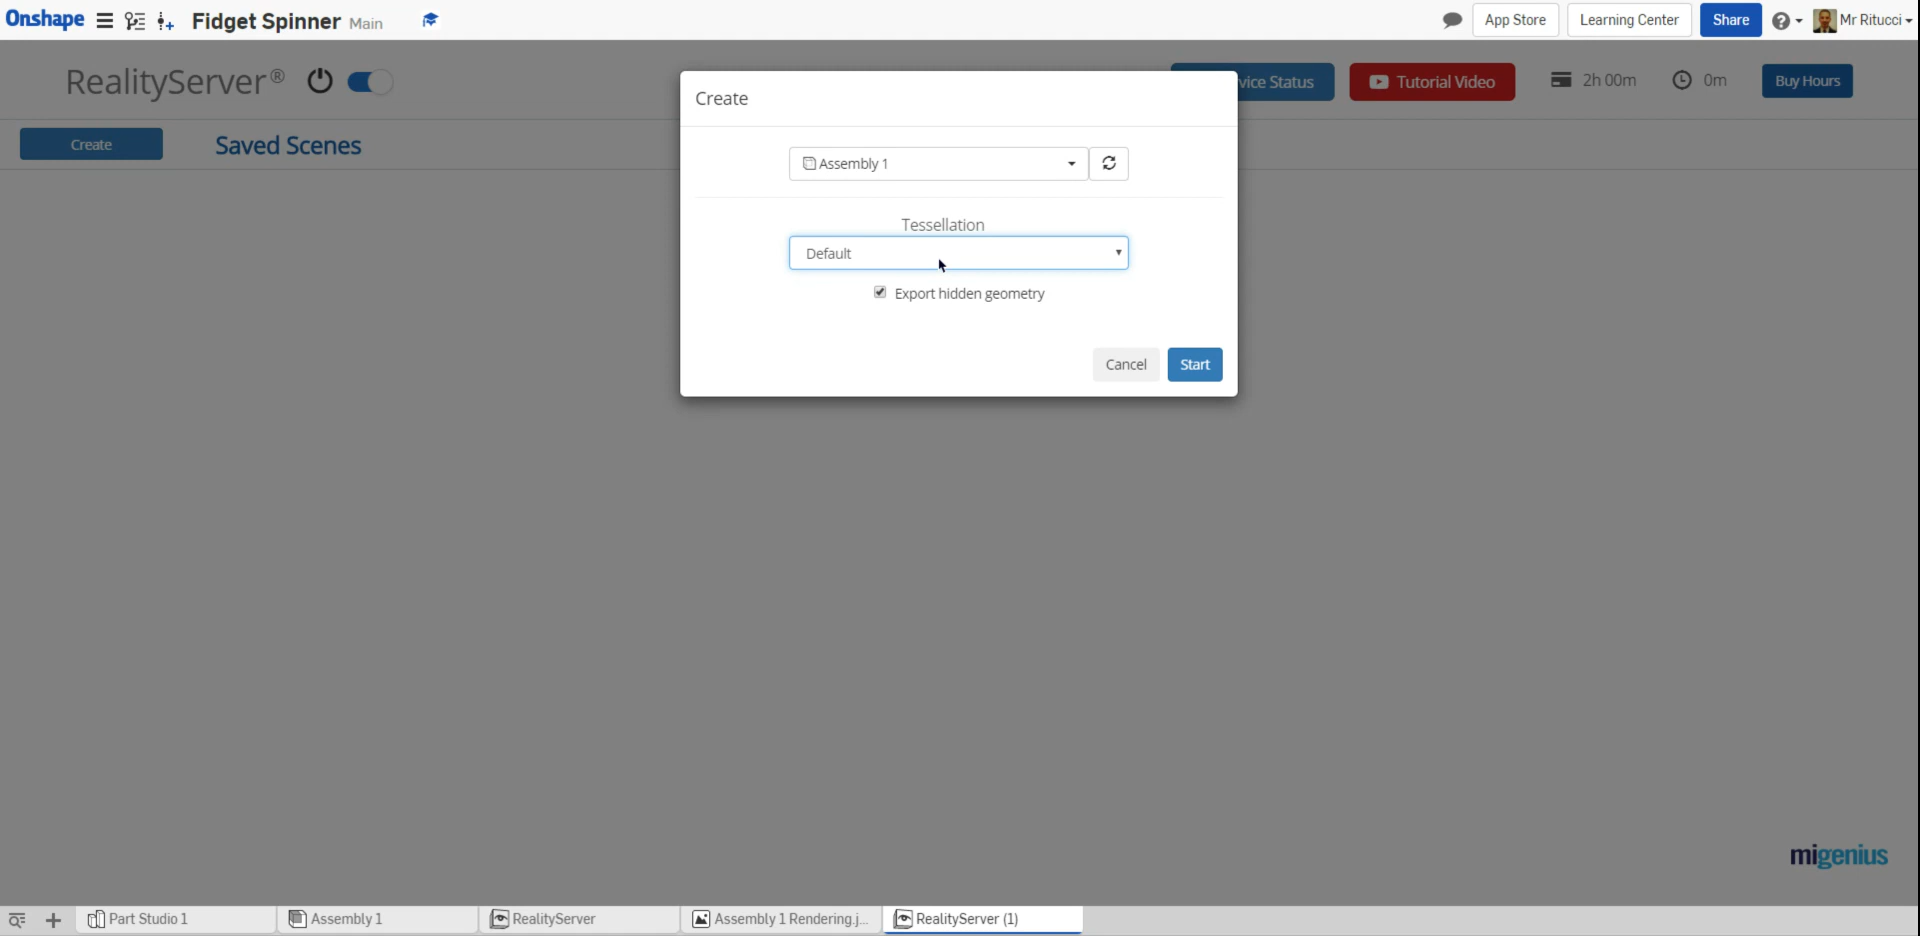 Onshape Fidget Spinner Main App Store Learning Center Share Mr Ritucci
RealityServer® vice Status Tutorial Video 2h 00m 0m Buy Hours
Create Saved Scenes
Create
Assembly 1
Tessellation
Default
Export hidden geometry
Cancel Start
migenius
Part Studio 1 Assembly 1 RealityServer Assembly 1 Rendering.j... RealityServer (1)